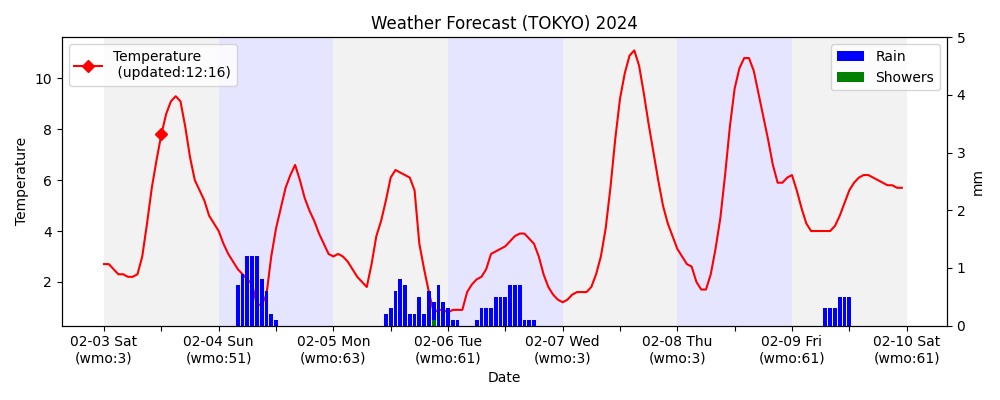 Weather Forecast (TOKYO) 2024
Temperature
(updated:12:16)
Rain
Showers
Temperature
10
8
6
4
2
5
4
3
2
1
0
mm
02-03 Sat
(wmo:3)
02-04 Sun
(wmo:51)
02-05 Mon
(wmo:63)
02-06 Tue
(wmo:61)
02-07 Wed
(wmo:3)
02-08 Thu
(wmo:3)
02-09 Fri
(wmo:61)
02-10 Sat
(wmo:61)
Date